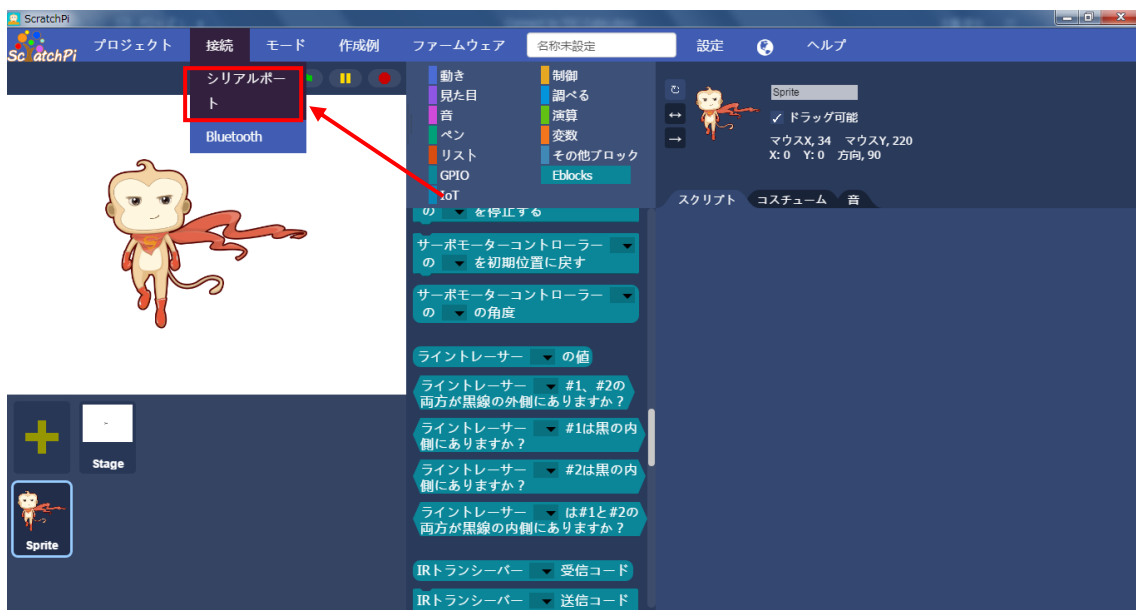 ScratchPi
ScratchPi
プロジェクト 接続 モード 作成例 ファームウェア 名称未設定 設定 ヘルプ
シリアルポー
ト
Bluetooth
動き 制御
見た目 調べる
音 演算
ペン 変数
リスト その他ブロック
GPIO Eblocks
IoT
の を停止する
サーボモーターコントローラー
の を初期位置に戻す
サーボモーターコントローラー
の の角度
ライントレーサー の値
ライントレーサー #1、#2の
両方が黒線の外側にありますか？
ライントレーサー #1は黒の内
側にありますか？
ライントレーサー #2は黒の内
側にありますか？
ライントレーサー は#1と#2の
両方が黒線の内側にありますか？
IRトランシーバー 受信コード
IRトランシーバー 送信コード
Sprite
ドラッグ可能
マウスX, 34 マウスY, 220
X: 0 Y: 0 方向, 90
スクリプト コスチューム 音
Stage
Sprite